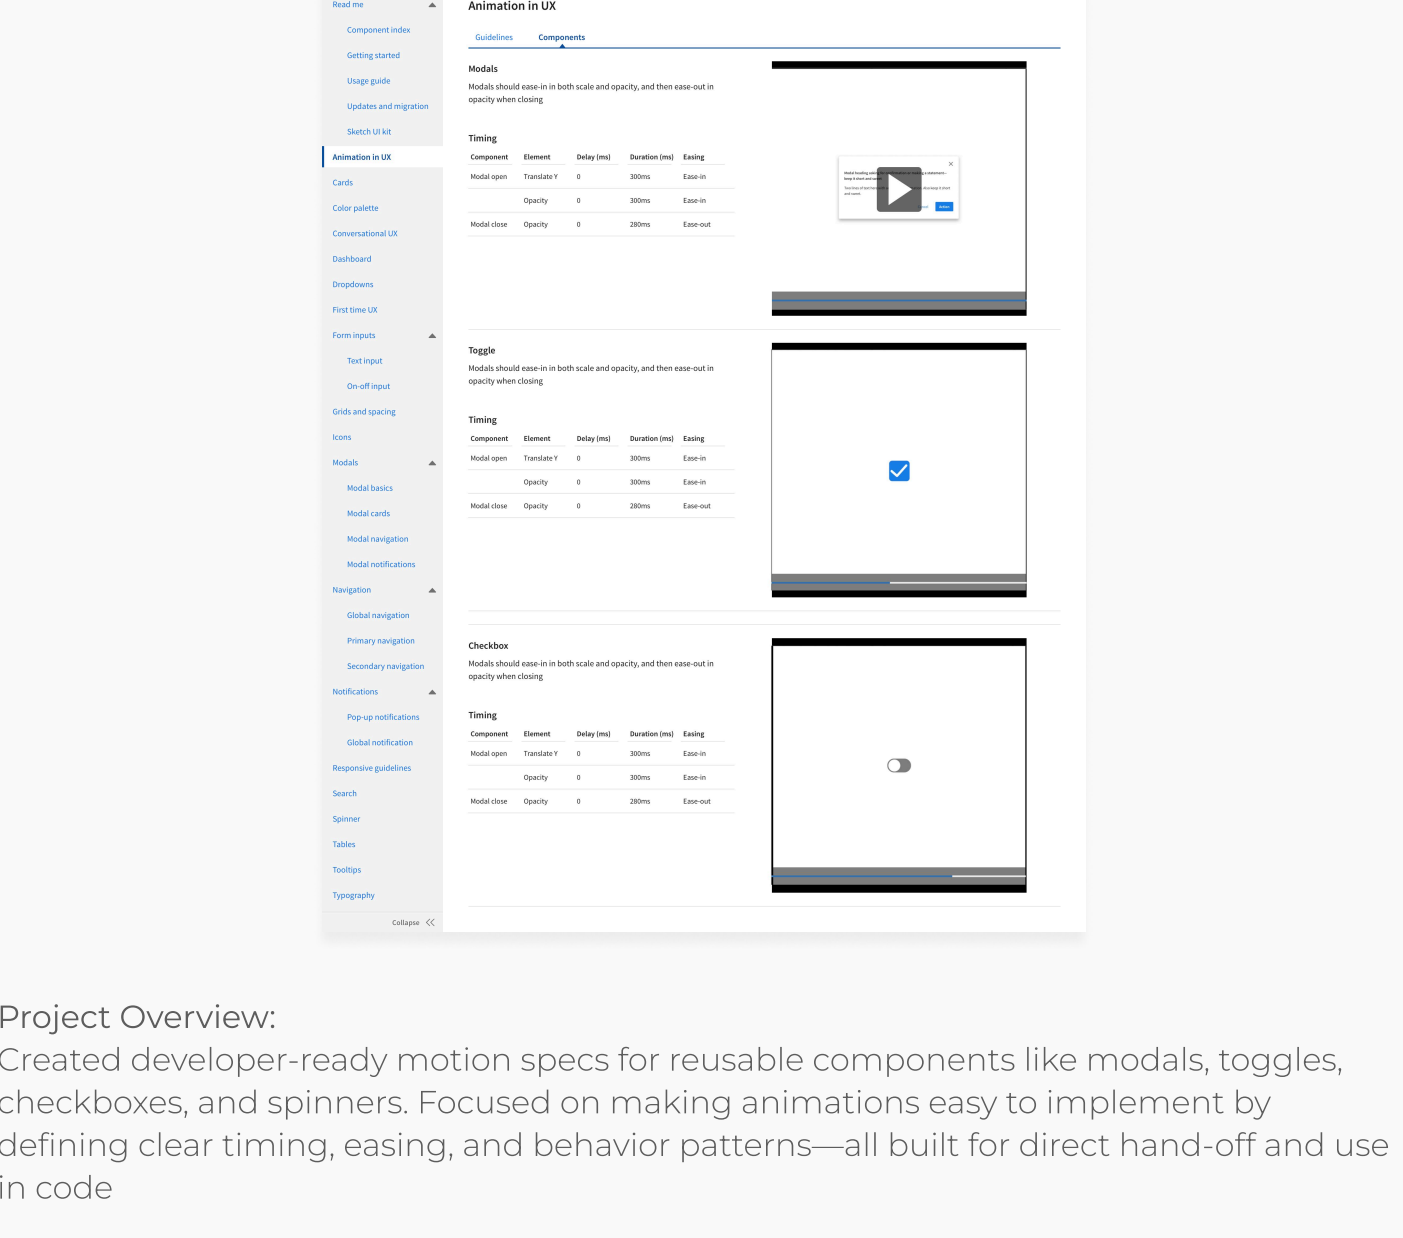 Read me
Component index
Getting started
Usage guide
Updates and migration
Sketch UI kit
Animation in UX
Cards
Color palette
Conversational UX
Dashboard
Dropdowns
First time UX
Form inputs
Text input
On-off input
Grids and spacing
Icons
Modals
Modal basics
Modal cards
Modal navigation
Modal notifications
Navigation
Global navigation
Primary navigation
Secondary navigation
Notifications
Pop-up notifications
Global notification
Responsive guidelines
Search
Spinner
Tables
Tooltips
Typography
Collapse
Animation in UX
Guidelines Components
Modals
Modals should ease-in in both scale and opacity, and then ease-out in
opacity when closing
Timing
Component Element Delay (ms) Duration (ms) Easing
Modal open Translate Y 0 300ms Ease-in
Opacity 0 300ms Ease-in
Modal close Opacity 0 280ms Ease-out
Modal heading
keep it short and sweet
Action
Toggle
Modals should ease-in in both scale and opacity, and then ease-out in
opacity when closing
Timing
Component Element Delay (ms) Duration (ms) Easing
Modal open Translate Y 0 300ms Ease-in
Opacity 0 300ms Ease-in
Modal close Opacity 0 280ms Ease-out
Checkbox
Modals should ease-in in both scale and opacity, and then ease-out in
opacity when closing
Timing
Component Element Delay (ms) Duration (ms) Easing
Modal open Translate Y 0 300ms Ease-in
Opacity 0 300ms Ease-in
Modal close Opacity 0 280ms Ease-out
Project Overview:
Created developer-ready motion specs for reusable components like modals, toggles,
checkboxes, and spinners. Focused on making animations easy to implement by
defining clear timing, easing, and behavior patterns—all built for direct hand-off and use
in code